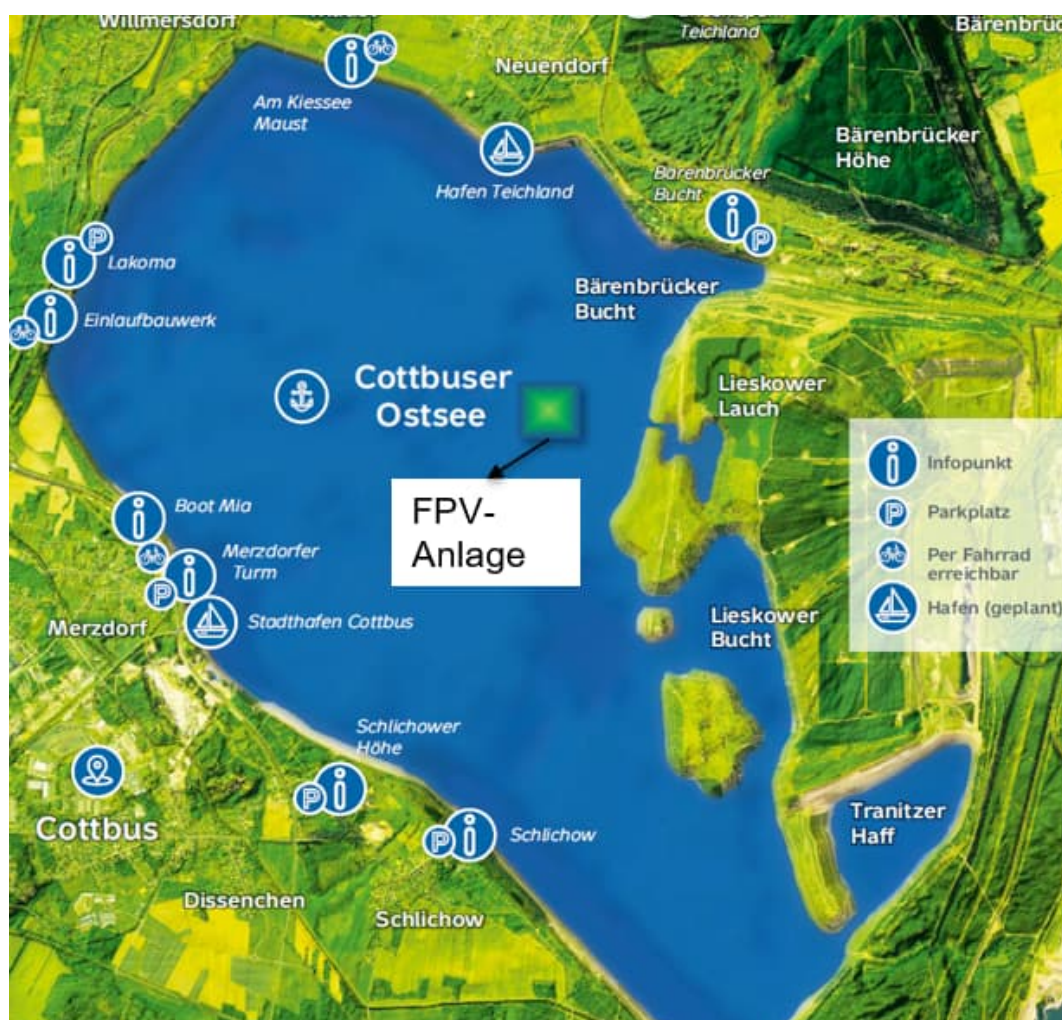 Willmersdorf
Teichland
Bärenbrüc
Neuendorf
Am Kiessee
Maust
Bärenbrücker
Höhe
Hafen Teichland
Bärenbrücker
Bucht
P
P
Lakoma
Einlaufbauwerk
Bärenbrücker
Bucht
Cottbuser
Ostsee
Lieskower
Lauch
FPV-
Anlage
Infopunkt
P
Parkplatz
Per Fahrrad
erreichbar
Hafen (geplant)
Boot Mia
Merzdorfer
Turm
P
Stadthafen Cottbus
Merzdorf
Lieskower
Bucht
Schlichower
Höhe
P
Cottbus
P
Schlichow
Tranitzer
Haff
Dissenchen
Schlichow